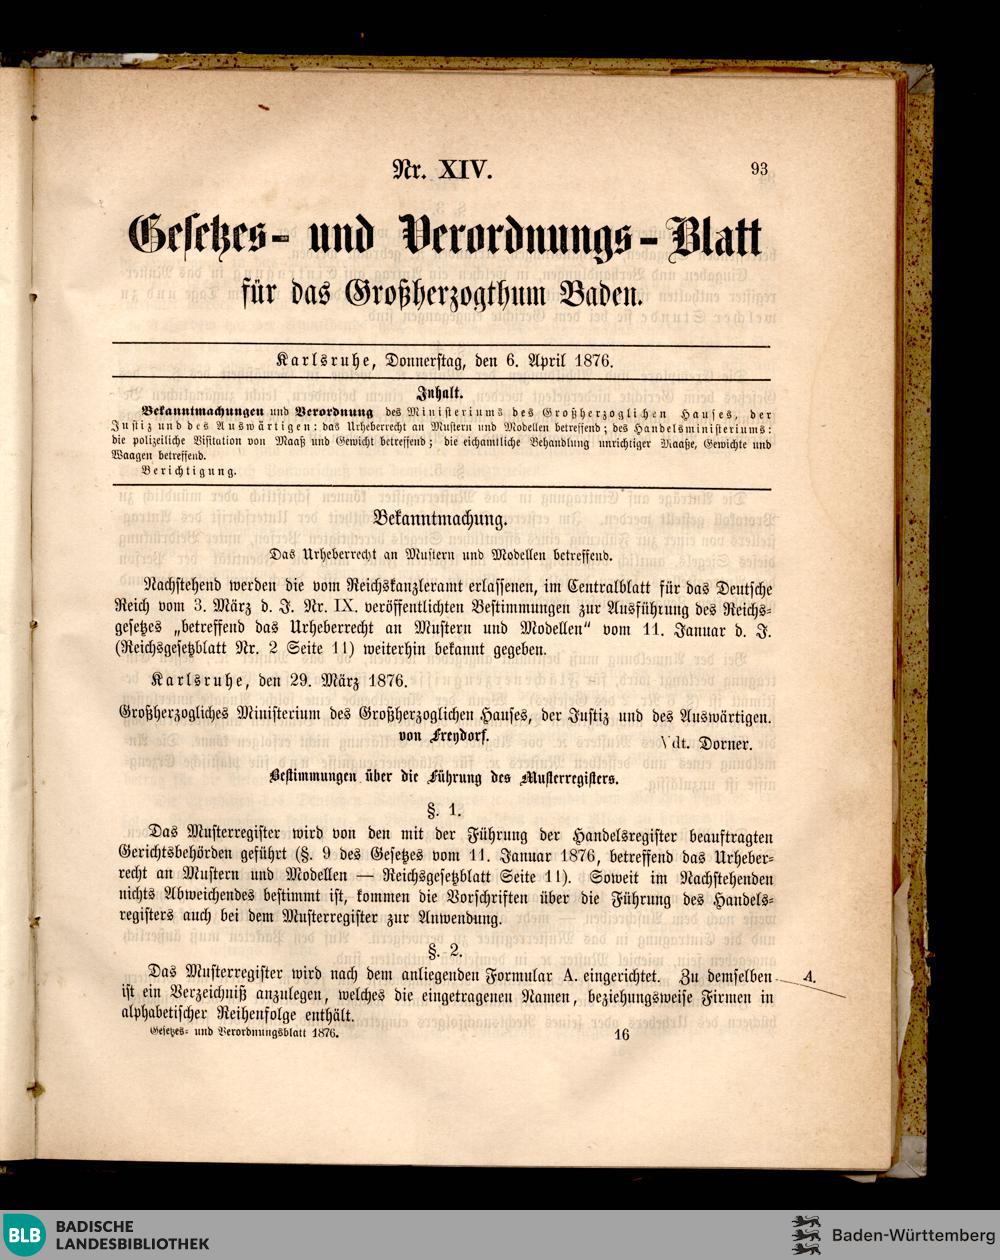 Nr. XIV.
93
Gesetzes- und Verordnungs-Blatt
für das Großherzogthum Baden.
Karlsruhe, Donnerstag, den 6. April 1876.
Inhalt.
Bekanntmachungen und Verordnung des Ministeriums des Großherzoglichen Hauses, der
Justiz und des Auswärtigen: das Urheberrecht an Mustern und Modellen betreffend; des Handelsministeriums:
die polizeiliche Visitation von Maaß und Gewicht betreffend; die eichamtliche Behandlung unrichtiger Maaße, Gewichte und
Waagen betreffend.
Berichtigung.
Bekanntmachung.
Das Urheberrecht an Mustern und Modellen betreffend.
Nachstehend werden die vom Reichskanzleramt erlassenen, im Centralblatt für das Deutsche
Reich vom 3. März d. J. Nr. IX. veröffentlichten Bestimmungen zur Ausführung des Reichs-
gesetzes „betreffend das Urheberrecht an Mustern und Modellen“ vom 11. Januar d. J.
(Reichsgesetzblatt Nr. 2 Seite 11) weiterhin bekannt gegeben.
Karlsruhe, den 29. März 1876.
Großherzogliches Ministerium des Großherzoglichen Hauses, der Justiz und des Auswärtigen.
von Freydorf.
Vdt. Dorner.
Bestimmungen über die Führung des Musterregisters.
§. 1.
Das Musterregister wird von den mit der Führung der Handelsregister beauftragten
Gerichtsbehörden geführt (§. 9 des Gesetzes vom 11. Januar 1876, betreffend das Urheber-
recht an Mustern und Modellen — Reichsgesetzblatt Seite 11). Soweit im Nachstehenden
nichts Abweichendes bestimmt ist, kommen die Vorschriften über die Führung des Handels-
registers auch bei dem Musterregister zur Anwendung.
§. 2.
Das Musterregister wird nach dem anliegenden Formular A. eingerichtet. Zu demselben
A.
ist ein Verzeichniß anzulegen, welches die eingetragenen Namen, beziehungsweise Firmen in
alphabetischer Reihenfolge enthält.
Gesetzes- und Verordnungsblatt 1876.
16
BLB
BADISCHE
LANDESBIBLIOTHEK
Baden-Württemberg